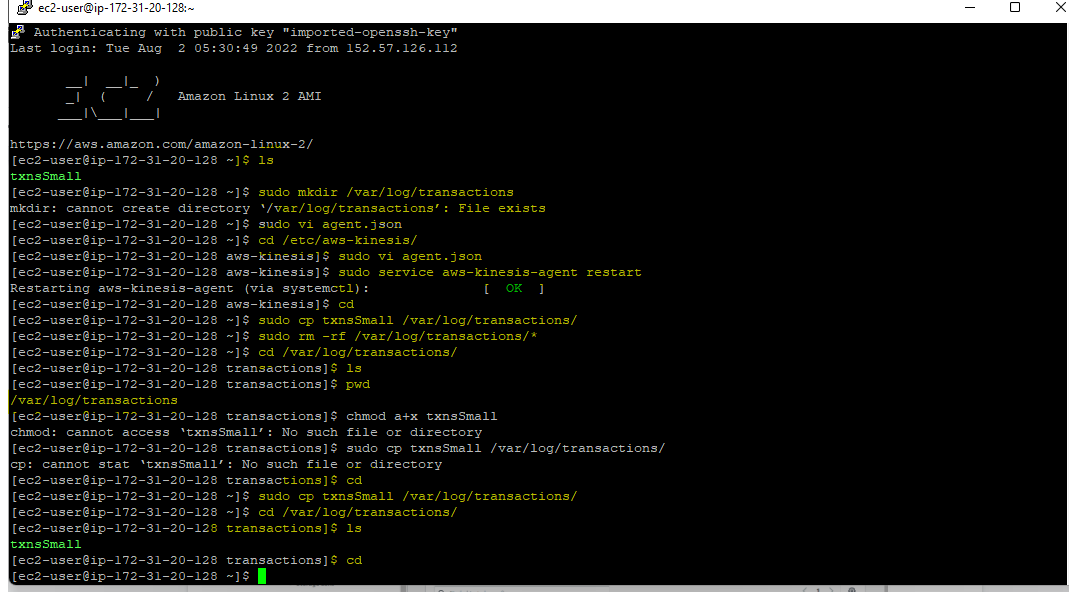 ec2-user@ip-172-31-20-128:~
Authenticating with public key "imported-openssh-key"
Last login: Tue Aug  2 05:30:49 2022 from 152.57.126.112
       __|  __|_  )
       _|  (     /   Amazon Linux 2 AMI
      ___|\___|___|
https://aws.amazon.com/amazon-linux-2/
[ec2-user@ip-172-31-20-128 ~]$ ls
txnsSmall
[ec2-user@ip-172-31-20-128 ~]$ sudo mkdir /var/log/transactions
mkdir: cannot create directory ‘/var/log/transactions’: File exists
[ec2-user@ip-172-31-20-128 ~]$ sudo vi agent.json
[ec2-user@ip-172-31-20-128 ~]$ cd /etc/aws-kinesis/
[ec2-user@ip-172-31-20-128 aws-kinesis]$ sudo vi agent.json
[ec2-user@ip-172-31-20-128 aws-kinesis]$ sudo service aws-kinesis-agent restart
Restarting aws-kinesis-agent (via systemctl):              [  OK  ]
[ec2-user@ip-172-31-20-128 aws-kinesis]$ cd
[ec2-user@ip-172-31-20-128 ~]$ sudo cp txnsSmall /var/log/transactions/
[ec2-user@ip-172-31-20-128 ~]$ sudo rm -rf /var/log/transactions/*
[ec2-user@ip-172-31-20-128 ~]$ cd /var/log/transactions/
[ec2-user@ip-172-31-20-128 transactions]$ ls
[ec2-user@ip-172-31-20-128 transactions]$ pwd
/var/log/transactions
[ec2-user@ip-172-31-20-128 transactions]$ chmod a+x txnsSmall
chmod: cannot access ‘txnsSmall’: No such file or directory
[ec2-user@ip-172-31-20-128 transactions]$ sudo cp txnsSmall /var/log/transactions/
cp: cannot stat ‘txnsSmall’: No such file or directory
[ec2-user@ip-172-31-20-128 transactions]$ cd
[ec2-user@ip-172-31-20-128 ~]$ sudo cp txnsSmall /var/log/transactions/
[ec2-user@ip-172-31-20-128 ~]$ cd /var/log/transactions/
[ec2-user@ip-172-31-20-128 transactions]$ ls
txnsSmall
[ec2-user@ip-172-31-20-128 transactions]$ cd
[ec2-user@ip-172-31-20-128 ~]$